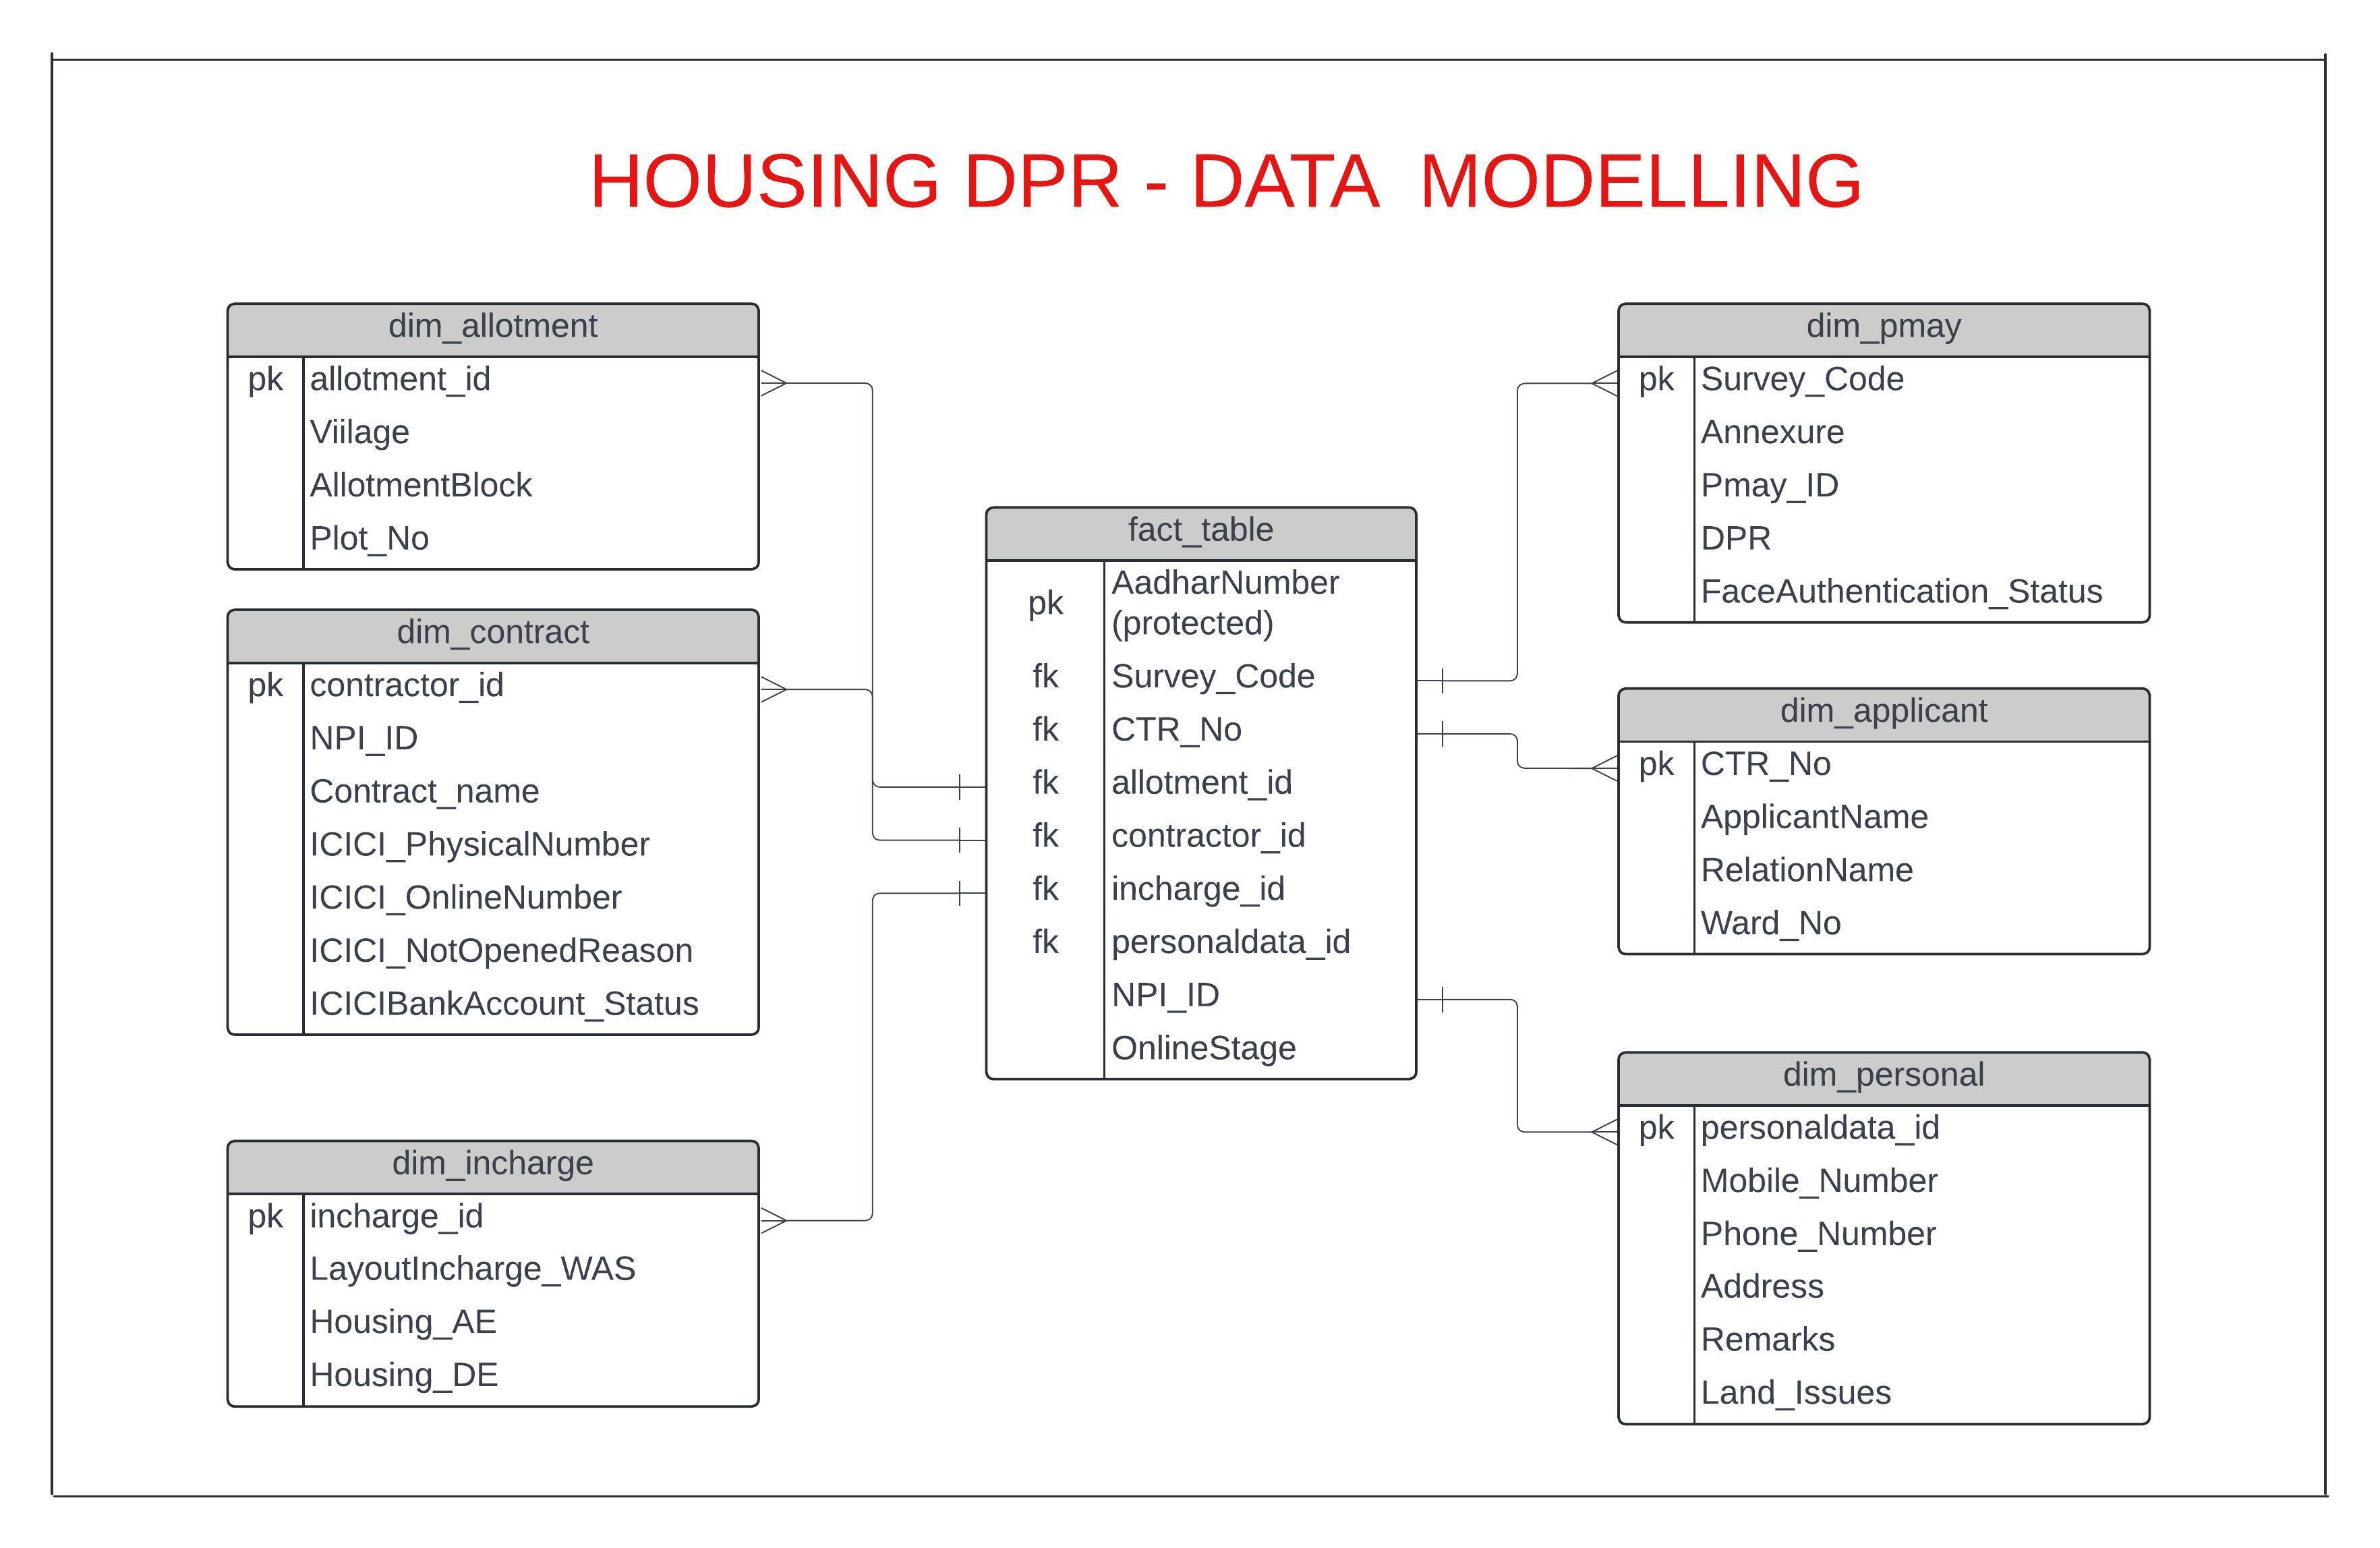 HOUSING DPR - DATA  MODELLING
dim_allotment
pk allotment_id
Viilage
AllotmentBlock
Plot_No
dim_contract
pk contractor_id
NPI_ID
Contract_name
ICICI_PhysicalNumber
ICICI_OnlineNumber
ICICI_NotOpenedReason
ICICIBankAccount_Status
dim_incharge
pk incharge_id
LayoutIncharge_WAS
Housing_AE
Housing_DE
fact_table
pk AadharNumber
(protected)
fk Survey_Code
fk CTR_No
fk allotment_id
fk contractor_id
fk incharge_id
fk personaldata_id
NPI_ID
OnlineStage
dim_pmay
pk Survey_Code
Annexure
Pmay_ID
DPR
FaceAuthentication_Status
dim_applicant
pk CTR_No
ApplicantName
RelationName
Ward_No
dim_personal
pk personaldata_id
Mobile_Number
Phone_Number
Address
Remarks
Land_Issues